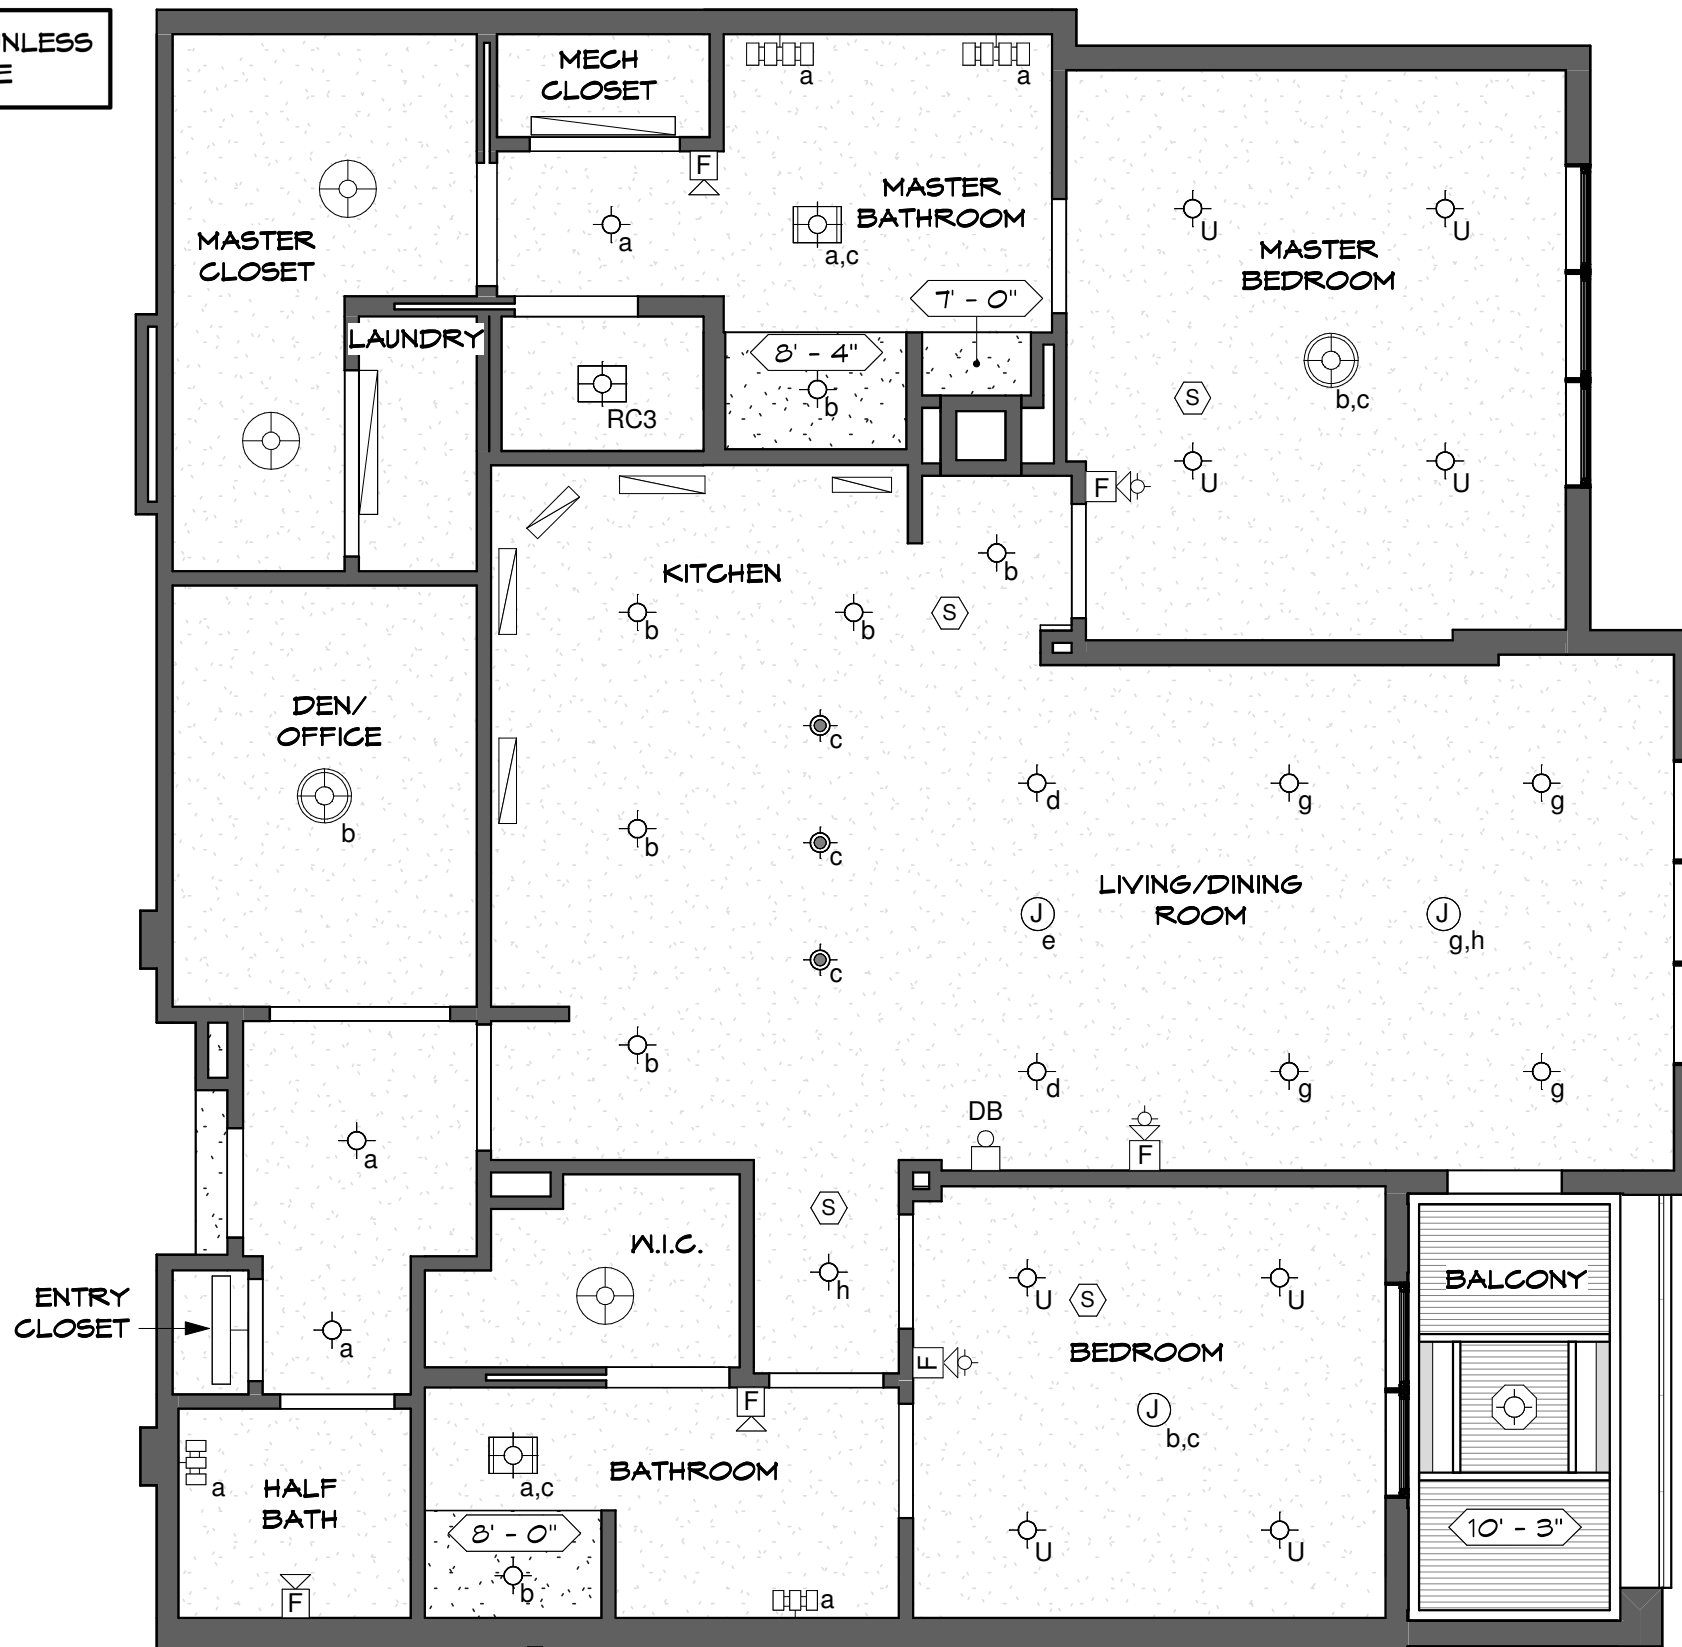 NLESS
E
MECH
CLOSET
a
a
F
MASTER
BATHROOM
a
a,c
MASTER
CLOSET
U
U
MASTER
BEDROOM
7' - 0"
LAUNDRY
8' - 4"
b
RC3
S
b,c
U
U
F
KITCHEN
b
b
b
S
DEN/
OFFICE
b
c
d
g
g
b
c
LIVING/DINING
ROOM
J
e
J
g,h
c
b
d
g
g
DB
F
a
S
h
W.I.C.
ENTRY
CLOSET
a
U
S
U
BALCONY
BEDROOM
F
F
J
b,c
a
HALF
BATH
a,c
BATHROOM
8' - 0"
b
U
U
10' - 3"
F
a